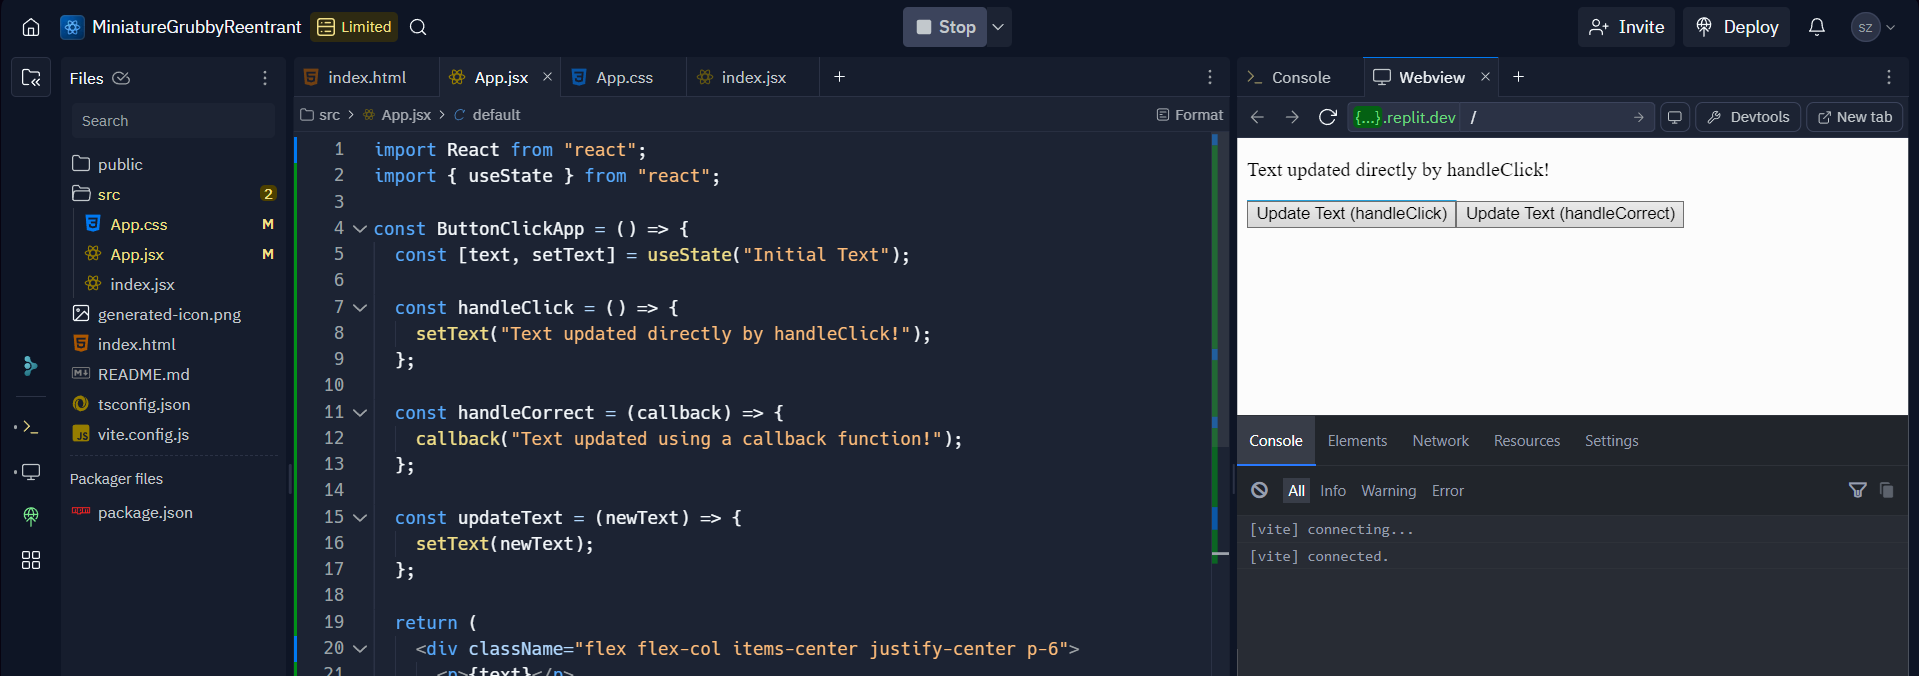 MiniatureGrubbyReentrant Limited Stop Invite Deploy SZ
Files index.html App.jsx App.css index.jsx Console Webview
Search
src App.jsx default Format
{...}.replit.dev / Devtools New tab
public
src 2
App.css M
App.jsx M
index.jsx
generated-icon.png
index.html
README.md
tsconfig.json
vite.config.js
Packager files
package.json
1 import React from "react";
2 import { useState } from "react";
3
4 const ButtonClickApp = () => {
5 const [text, setText] = useState("Initial Text");
6
7 const handleClick = () => {
8 setText("Text updated directly by handleClick!");
9 };
10
11 const handleCorrect = (callback) => {
12 callback("Text updated using a callback function!");
13 };
14
15 const updateText = (newText) => {
16 setText(newText);
17 };
18
19 return (
20 <div className="flex flex-col items-center justify-center p-6">
21 <p>{text}</p>
Text updated directly by handleClick!
Update Text (handleClick) Update Text (handleCorrect)
Console Elements Network Resources Settings
All Info Warning Error
[vite] connecting...
[vite] connected.